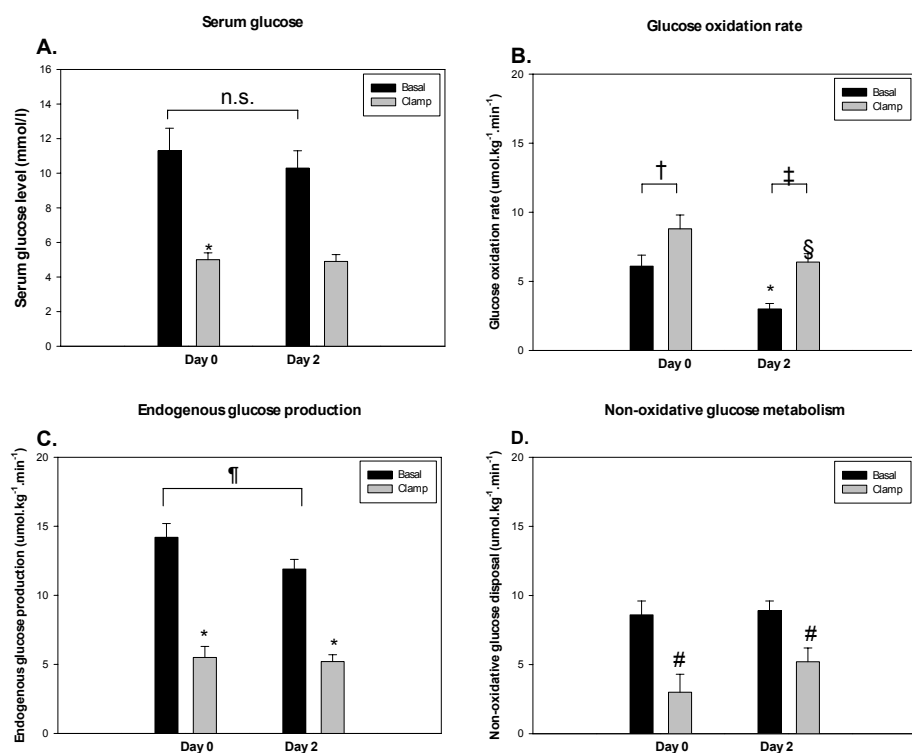 Serum glucose
A.
Serum glucose level (mmol/l)
16
14
12
10
8
6
4
2
0
Basal
Clamp
n.s.
*
Day 0
Day 2
Glucose oxidation rate
B.
Glucose oxidation rate (umol.kg⁻¹.min⁻¹)
20
15
10
5
0
Basal
Clamp
†
‡
*
§
Day 0
Day 2
Endogenous glucose production
C.
Endogenous glucose production (umol.kg⁻¹.min⁻¹)
20
15
10
5
0
Basal
Clamp
¶
*
*
Day 0
Day 2
Non-oxidative glucose metabolism
D.
Non-oxidative glucose disposal (umol.kg⁻¹.min⁻¹)
20
15
10
5
0
Basal
Clamp
#
#
Day 0
Day 2